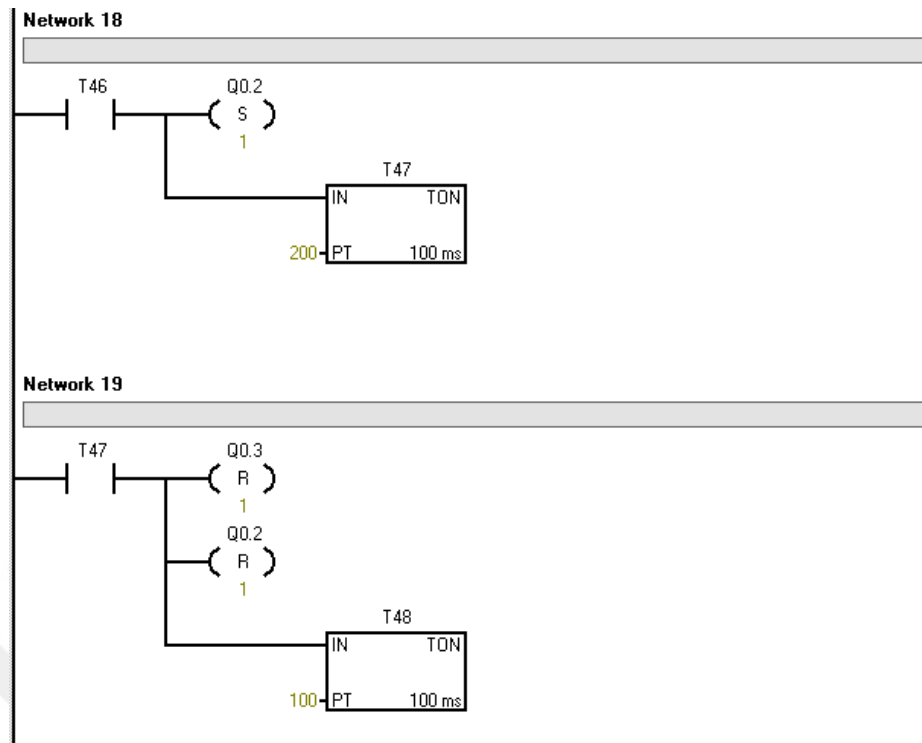 Network 18
T46 Q0.2
S
1
T47
IN TON
200 PT 100 ms
Network 19
T47 Q0.3
R
1
Q0.2
R
1
T48
IN TON
100 PT 100 ms